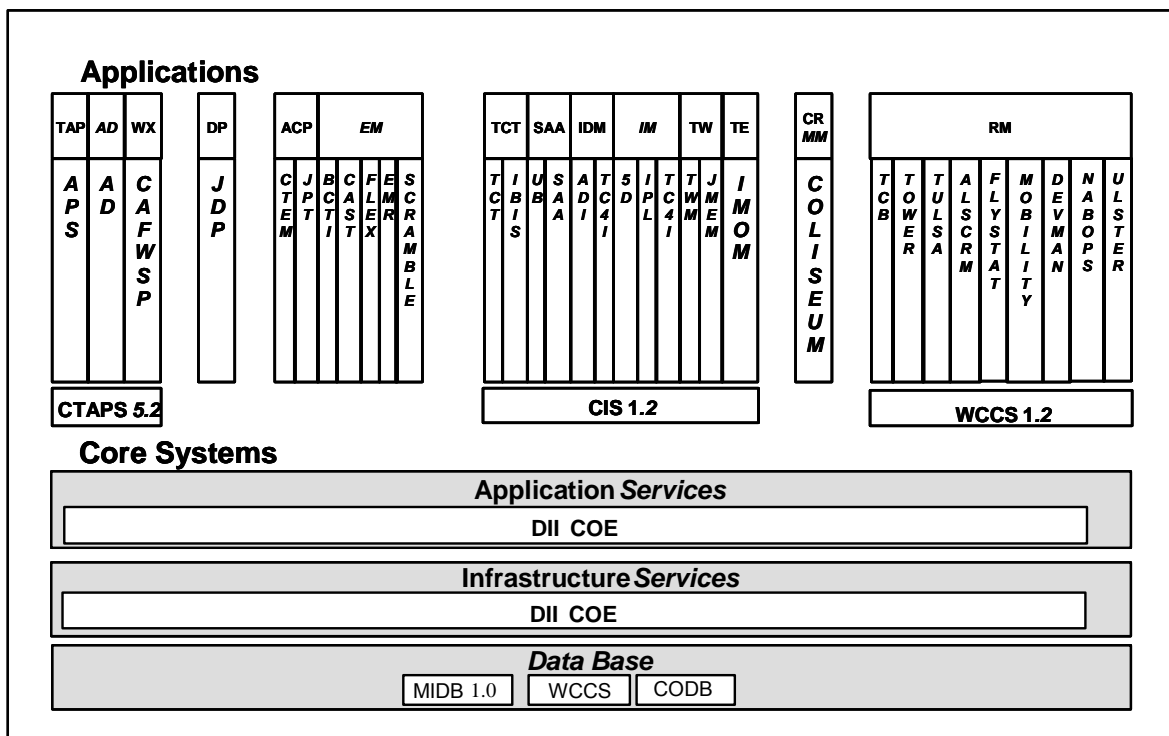 Applications
TAP AD WX DP ACP EM TCT SAA IDM IM TW TE CR MM RM
APS
AD
CAFWSP
JDP
CTEM
JPT
BCTI
CAST
FLEX
EMR
SCRAMBLE
TCT
IBIS
UB
SAA
ADI
TC4I
5D
IPL
TC4I
TWM
JMEM
IMOM
COLISEUM
TCB
TOWER
TULSA
ALSCRM
FLYSTAT
MOBILITY
DEVMAN
NABOPS
ULSTER
CTAPS 5.2
CIS 1.2
WCCS 1.2
Core Systems
Application Services
DII COE
Infrastructure Services
DII COE
Data Base
MIDB 1.0 WCCS CODB